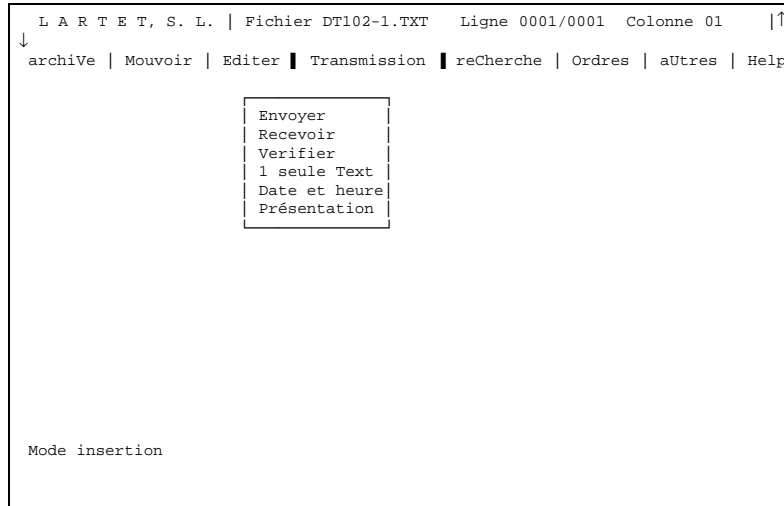 L A R T E T, S. L. | Fichier DT102-1.TXT Ligne 0001/0001 Colonne 01 |↑
↓
archiVe | Mouvoir | Editer ▌ Transmission ▌ reCherche | Ordres | aUtres | Help
Envoyer
Recevoir
Verifier
1 seule Text
Date et heure
Présentation
Mode insertion